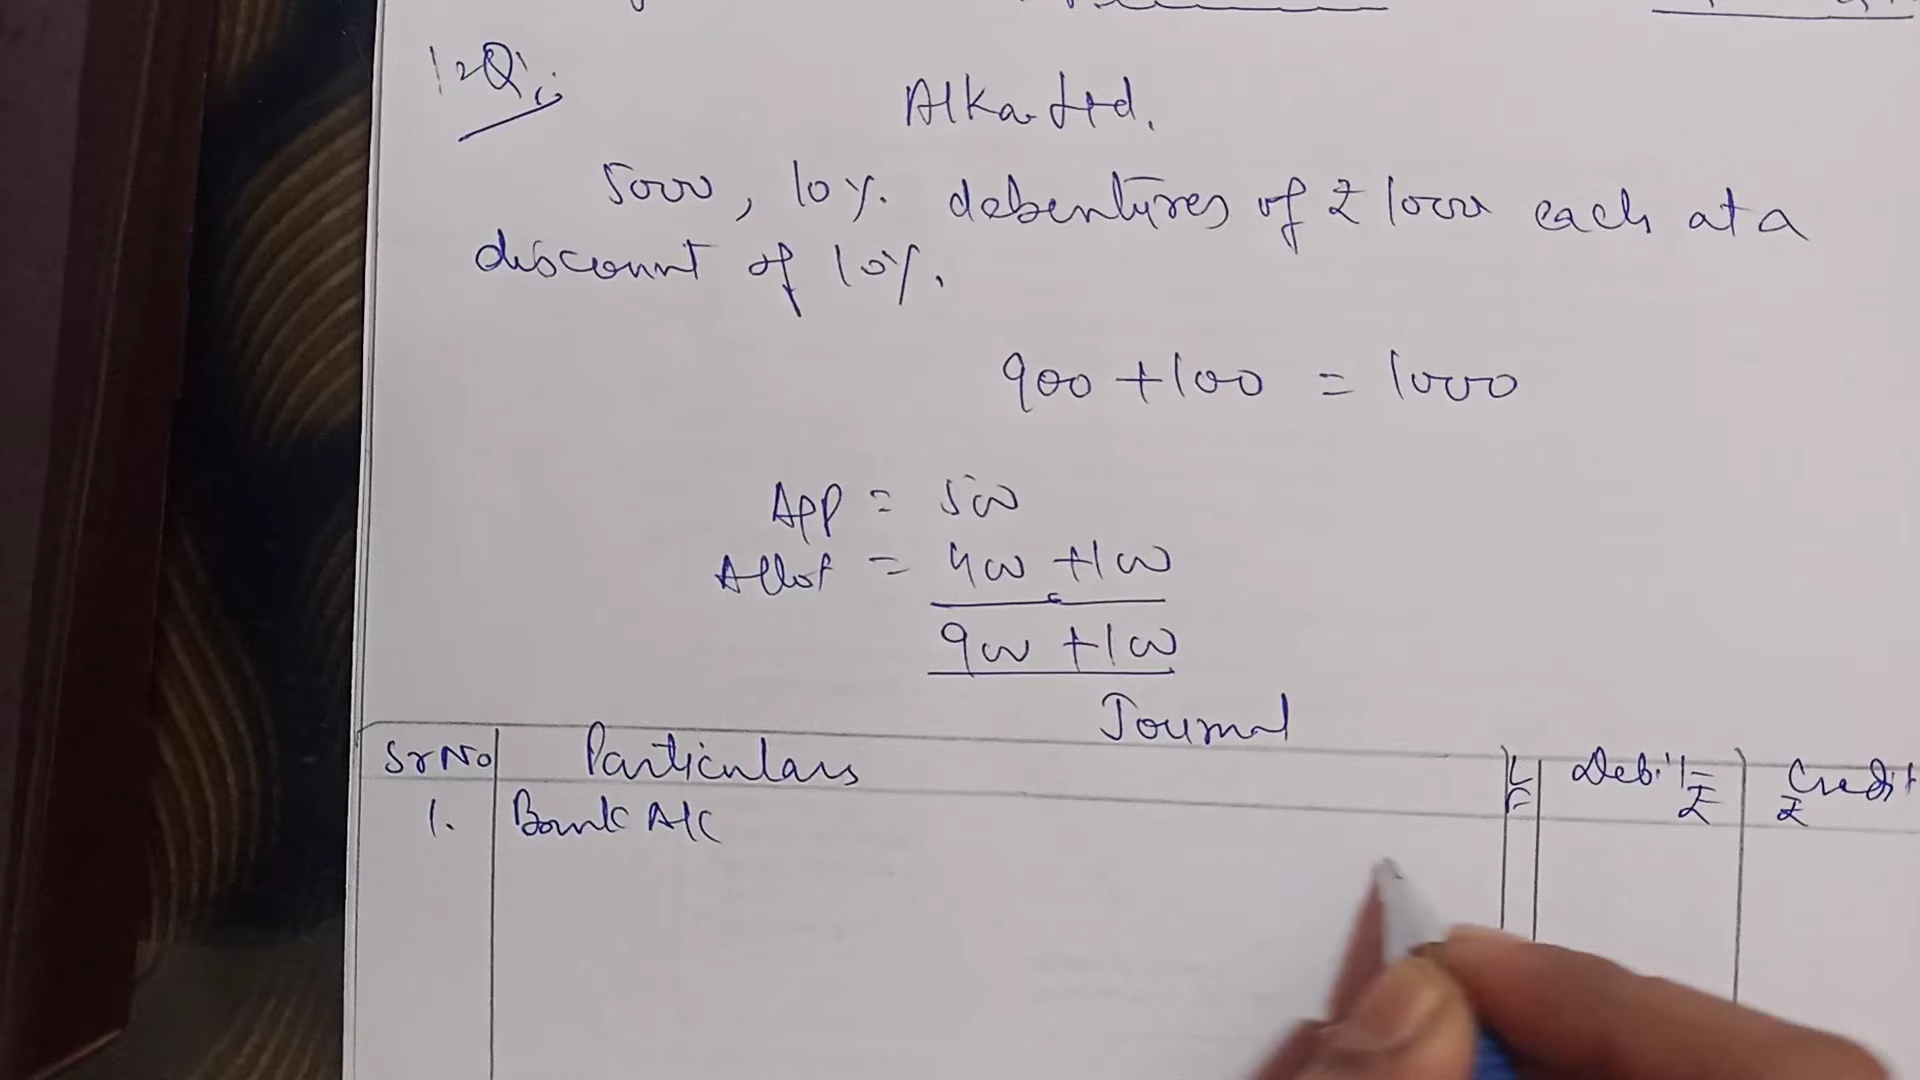 12Q:
Alka Ltd.
5000, 10%. debentures of ₹ 1000 each at a
discount of 10%.
900 + 100 = 1000
App = 500
Allot = 400 + 100
900 + 100
Journal
Sr No Particulars LF Debit ₹ Credit ₹
1. Bank A/c